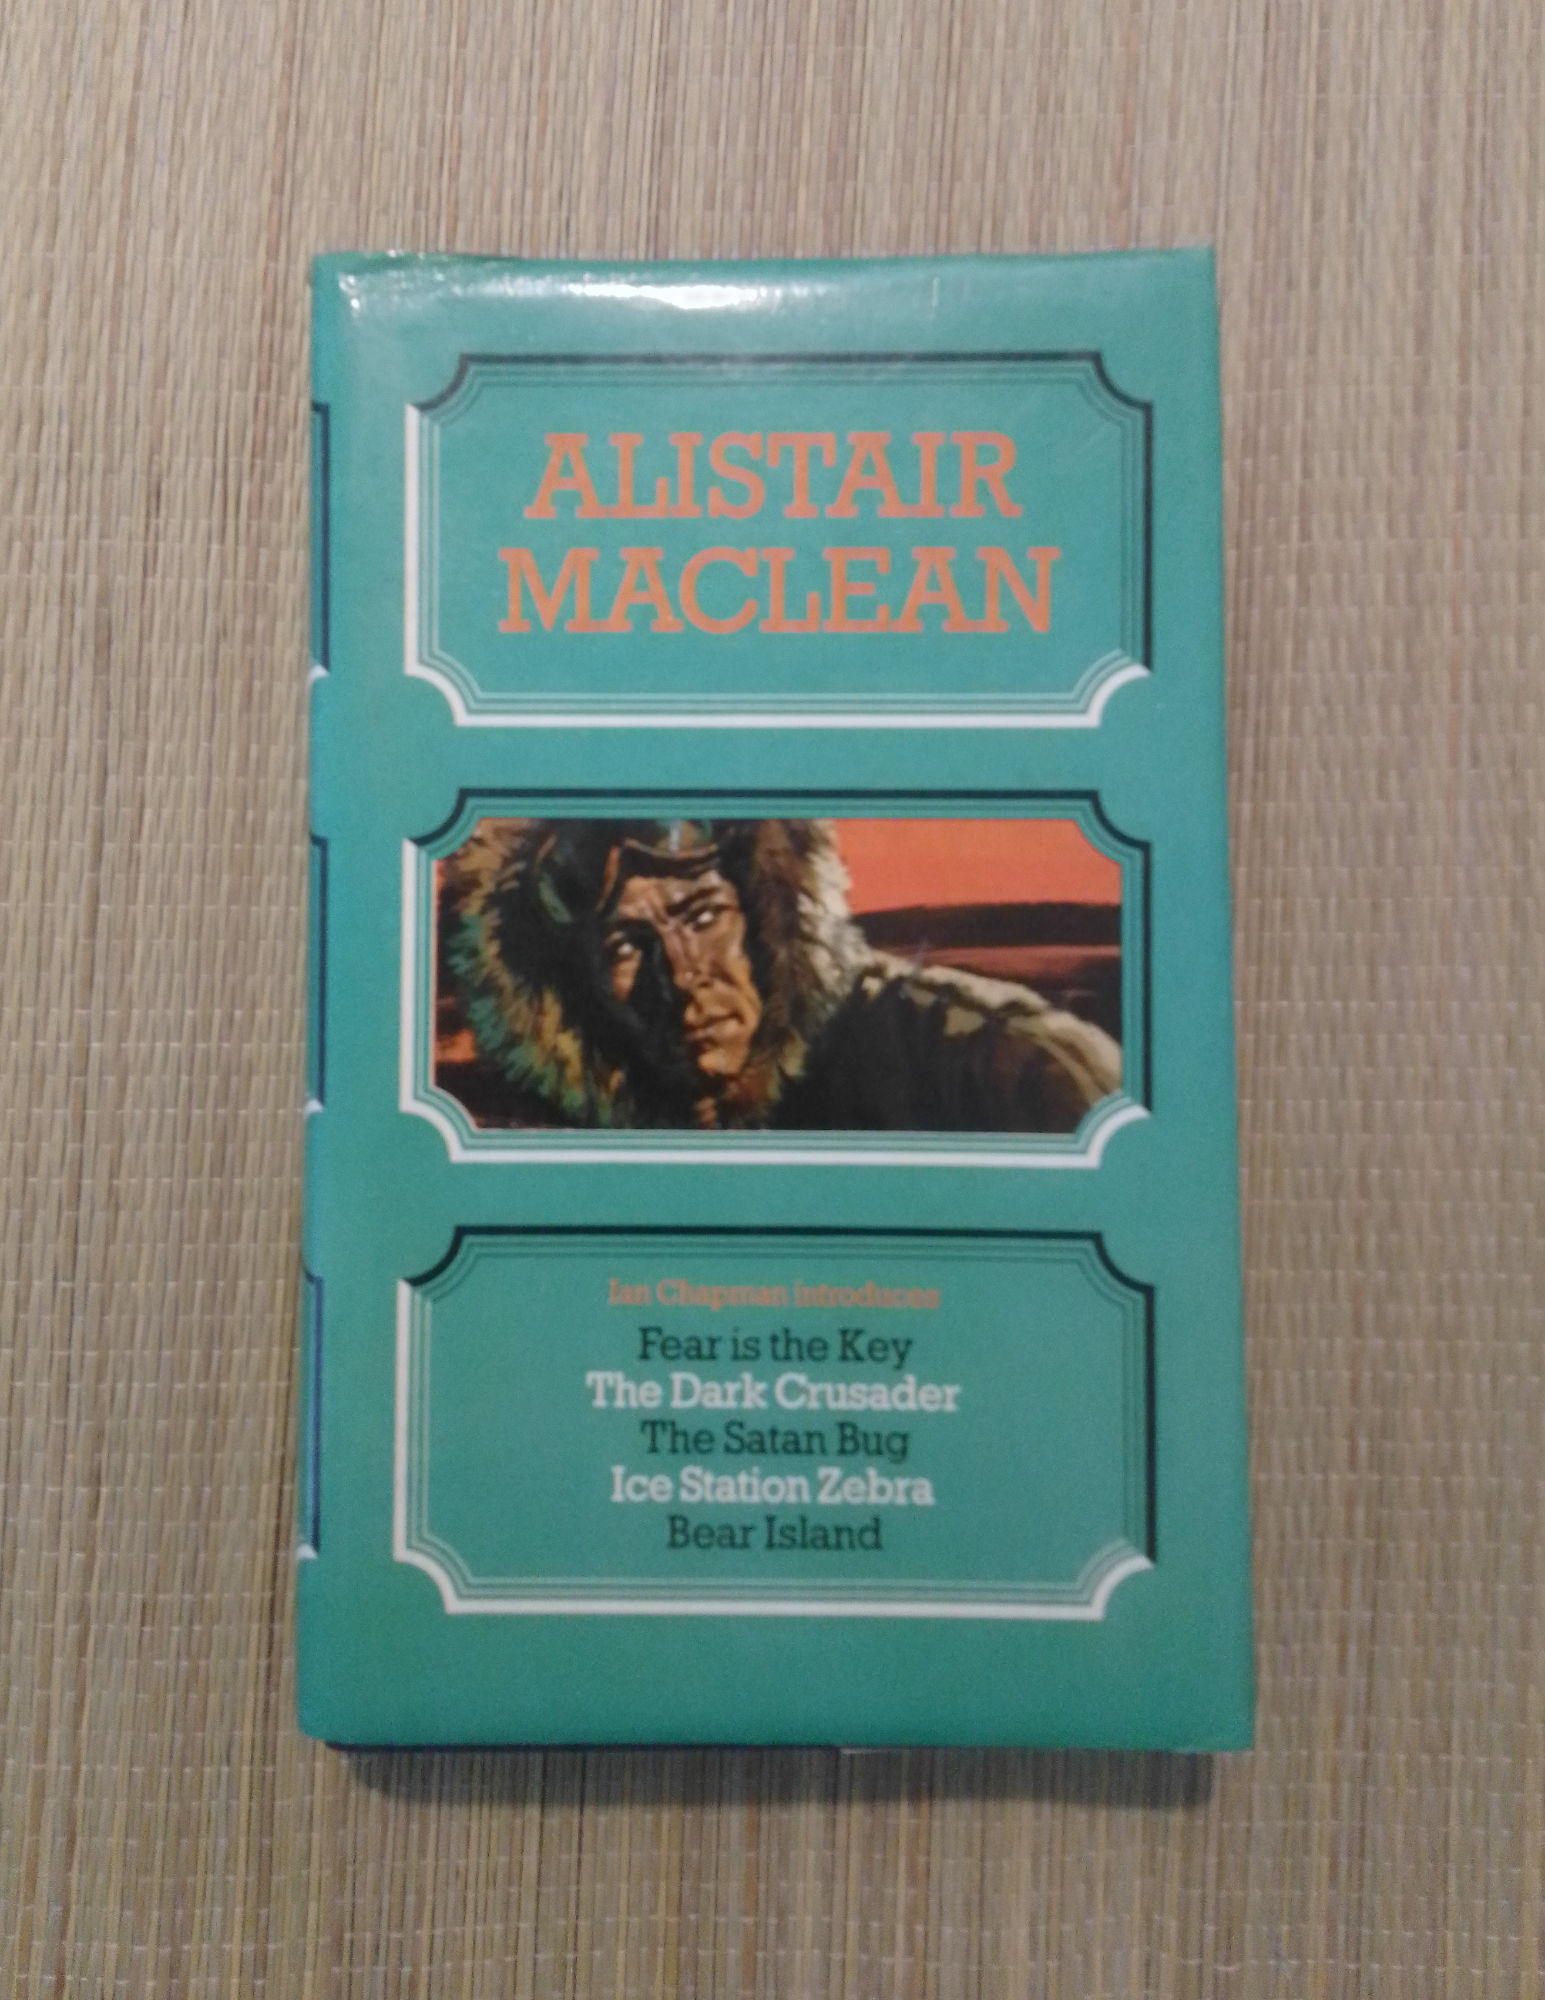 ALISTAIR
MACLEAN
Ian Chapman introduces
Fear is the Key
The Dark Crusader
The Satan Bug
Ice Station Zebra
Bear Island